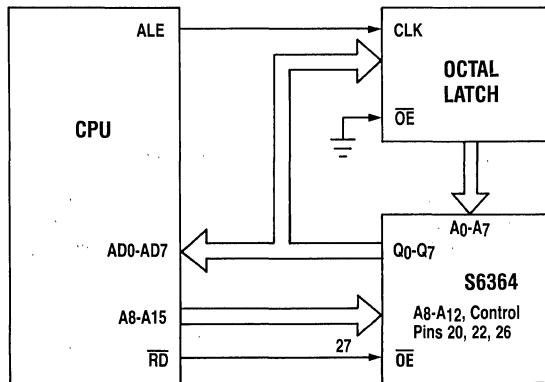 ALE
CLK
OCTAL
LATCH
CPU
OE
A0-A7
AD0-AD7
Q0-Q7
S6364
A8-A15
A8-A12, Control
Pins 20, 22, 26
27
RD
OE